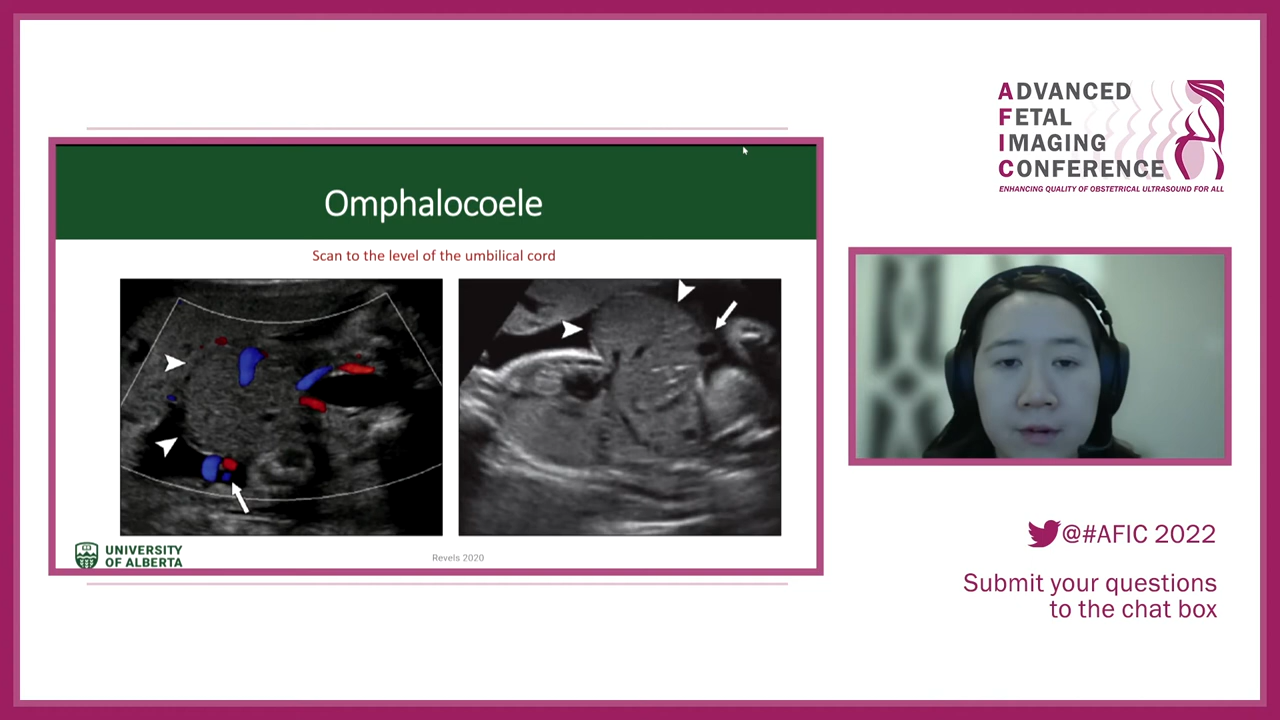 ADVANCED
FETAL
IMAGING
CONFERENCE
ENHANCING QUALITY OF OBSTETRICAL ULTRASOUND FOR ALL
Omphalocoele
Scan to the level of the umbilical cord
UNIVERSITY
OF ALBERTA
Revels 2020
@#AFIC 2022
Submit your questions
to the chat box